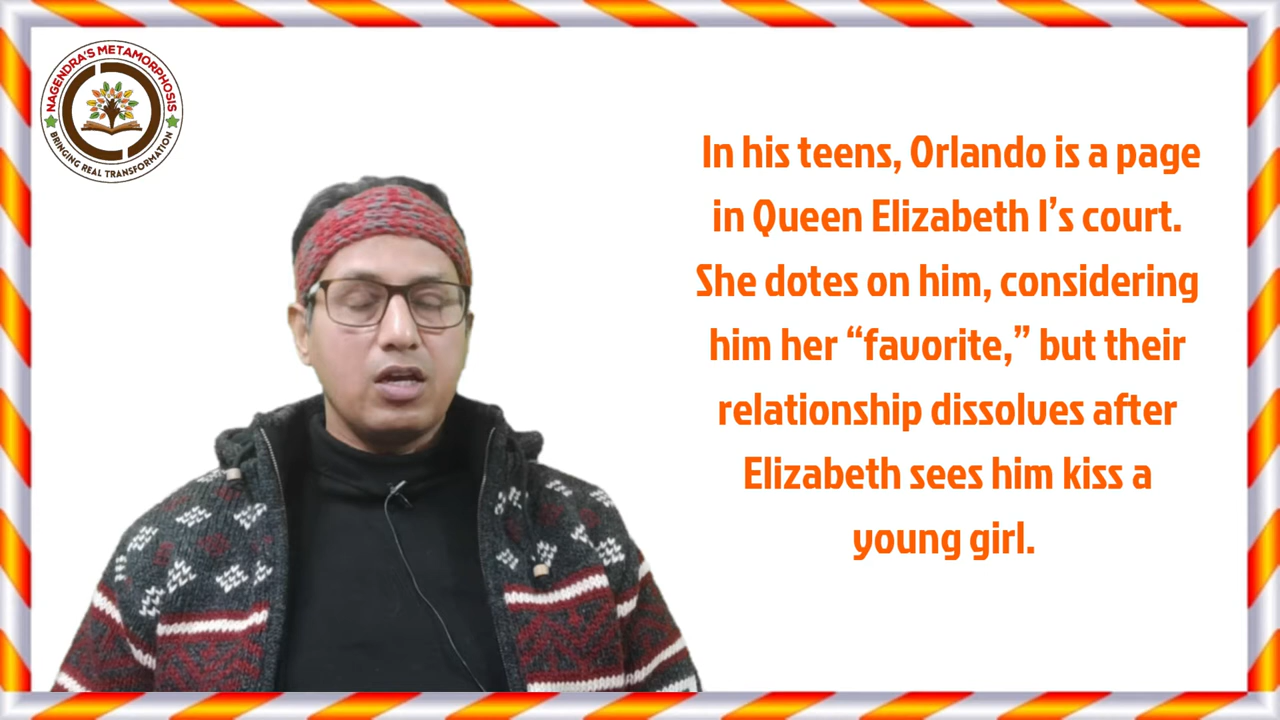 NAGENDRA'S METAMORPHOSIS
BRINGING REAL TRANSFORMATION
In his teens, Orlando is a page
in Queen Elizabeth I’s court.
She dotes on him, considering
him her “favorite,” but their
relationship dissolves after
Elizabeth sees him kiss a
young girl.